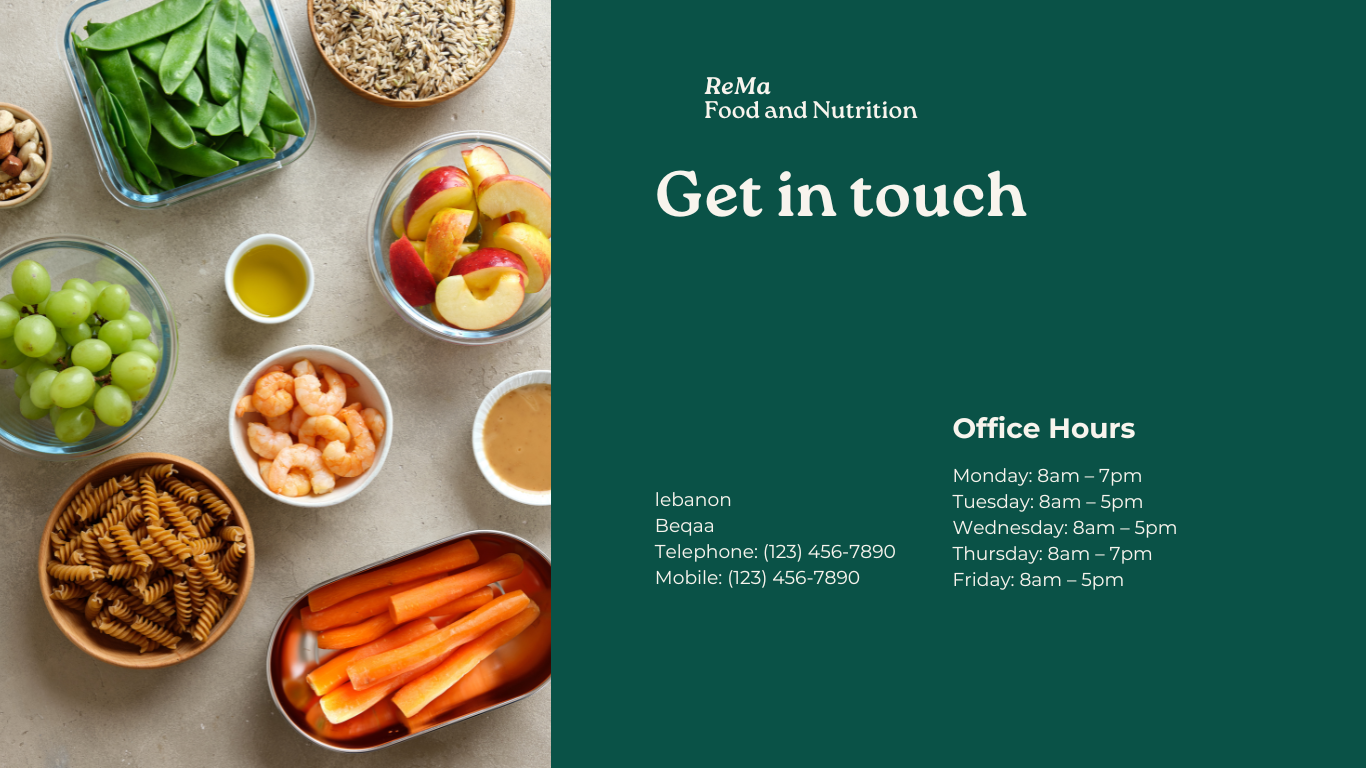 ReMa
Food and Nutrition
Get in touch
lebanon
Beqaa
Telephone: (123) 456-7890
Mobile: (123) 456-7890
Office Hours
Monday: 8am – 7pm
Tuesday: 8am – 5pm
Wednesday: 8am – 5pm
Thursday: 8am – 7pm
Friday: 8am – 5pm